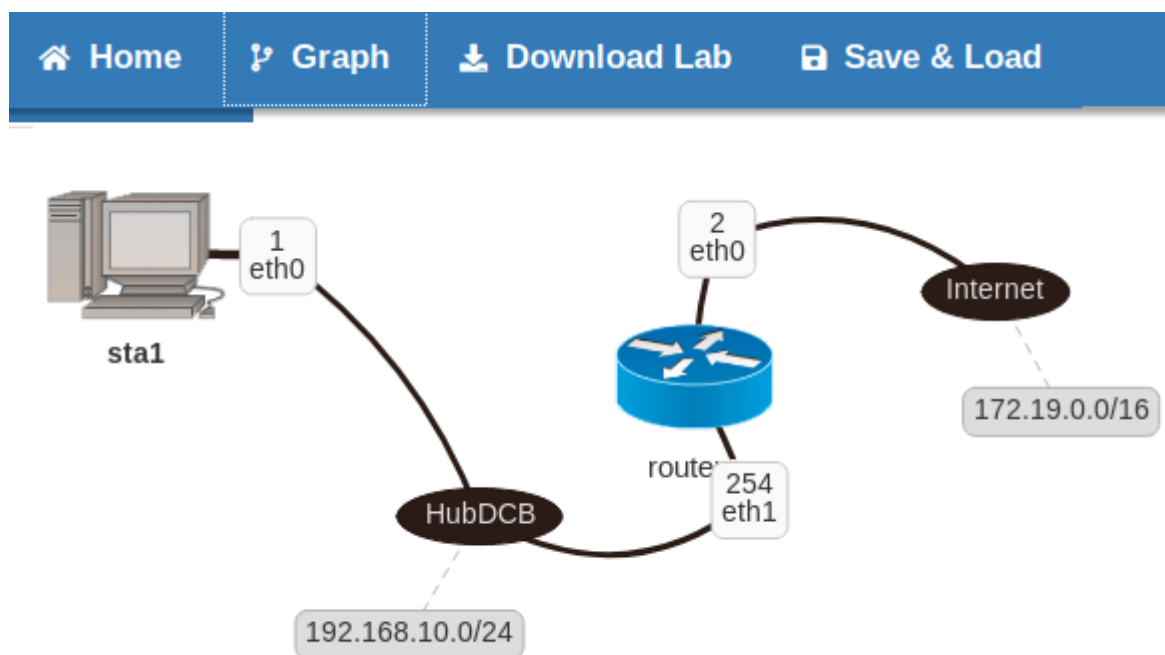 Home Graph Download Lab Save & Load
1
eth0
sta1
2
eth0
Internet
172.19.0.0/16
route
254
eth1
HubDCB
192.168.10.0/24